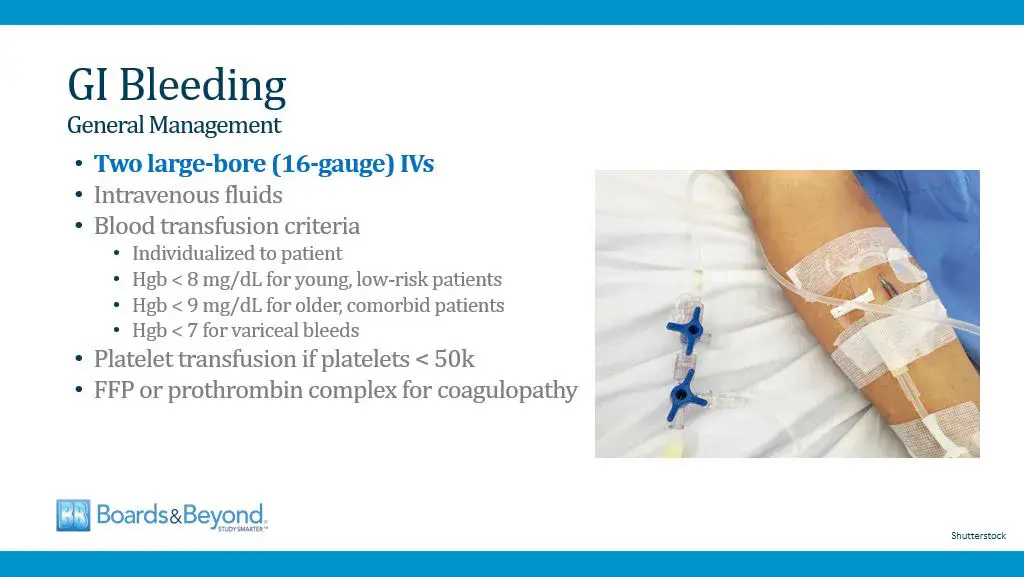 GI Bleeding
General Management
• Two large-bore (16-gauge) IVs
• Intravenous fluids
• Blood transfusion criteria
• Individualized to patient
• Hgb < 8 mg/dL for young, low-risk patients
• Hgb < 9 mg/dL for older, comorbid patients
• Hgb < 7 for variceal bleeds
• Platelet transfusion if platelets < 50k
• FFP or prothrombin complex for coagulopathy
BB Boards&Beyond®
STUDY SMARTER™
Shutterstock